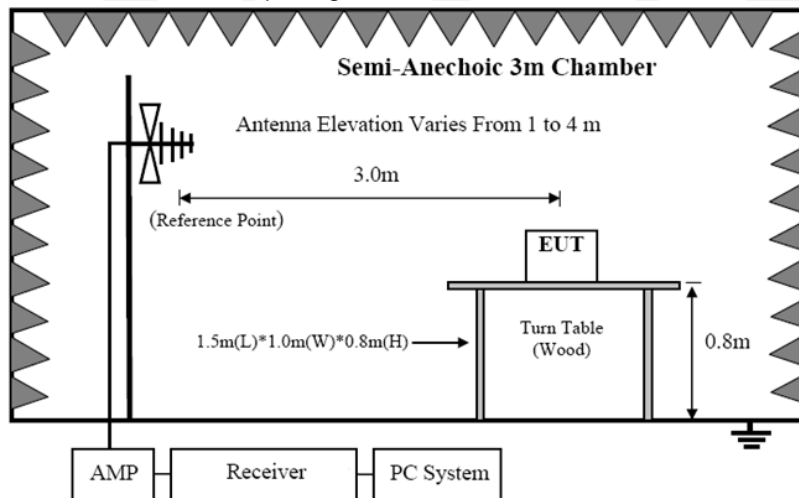 Semi-Anechoic 3m Chamber
Antenna Elevation Varies From 1 to 4 m
3.0m
(Reference Point)
EUT
1.5m(L)*1.0m(W)*0.8m(H)
Turn Table
(Wood)
0.8m
AMP
Receiver
PC System